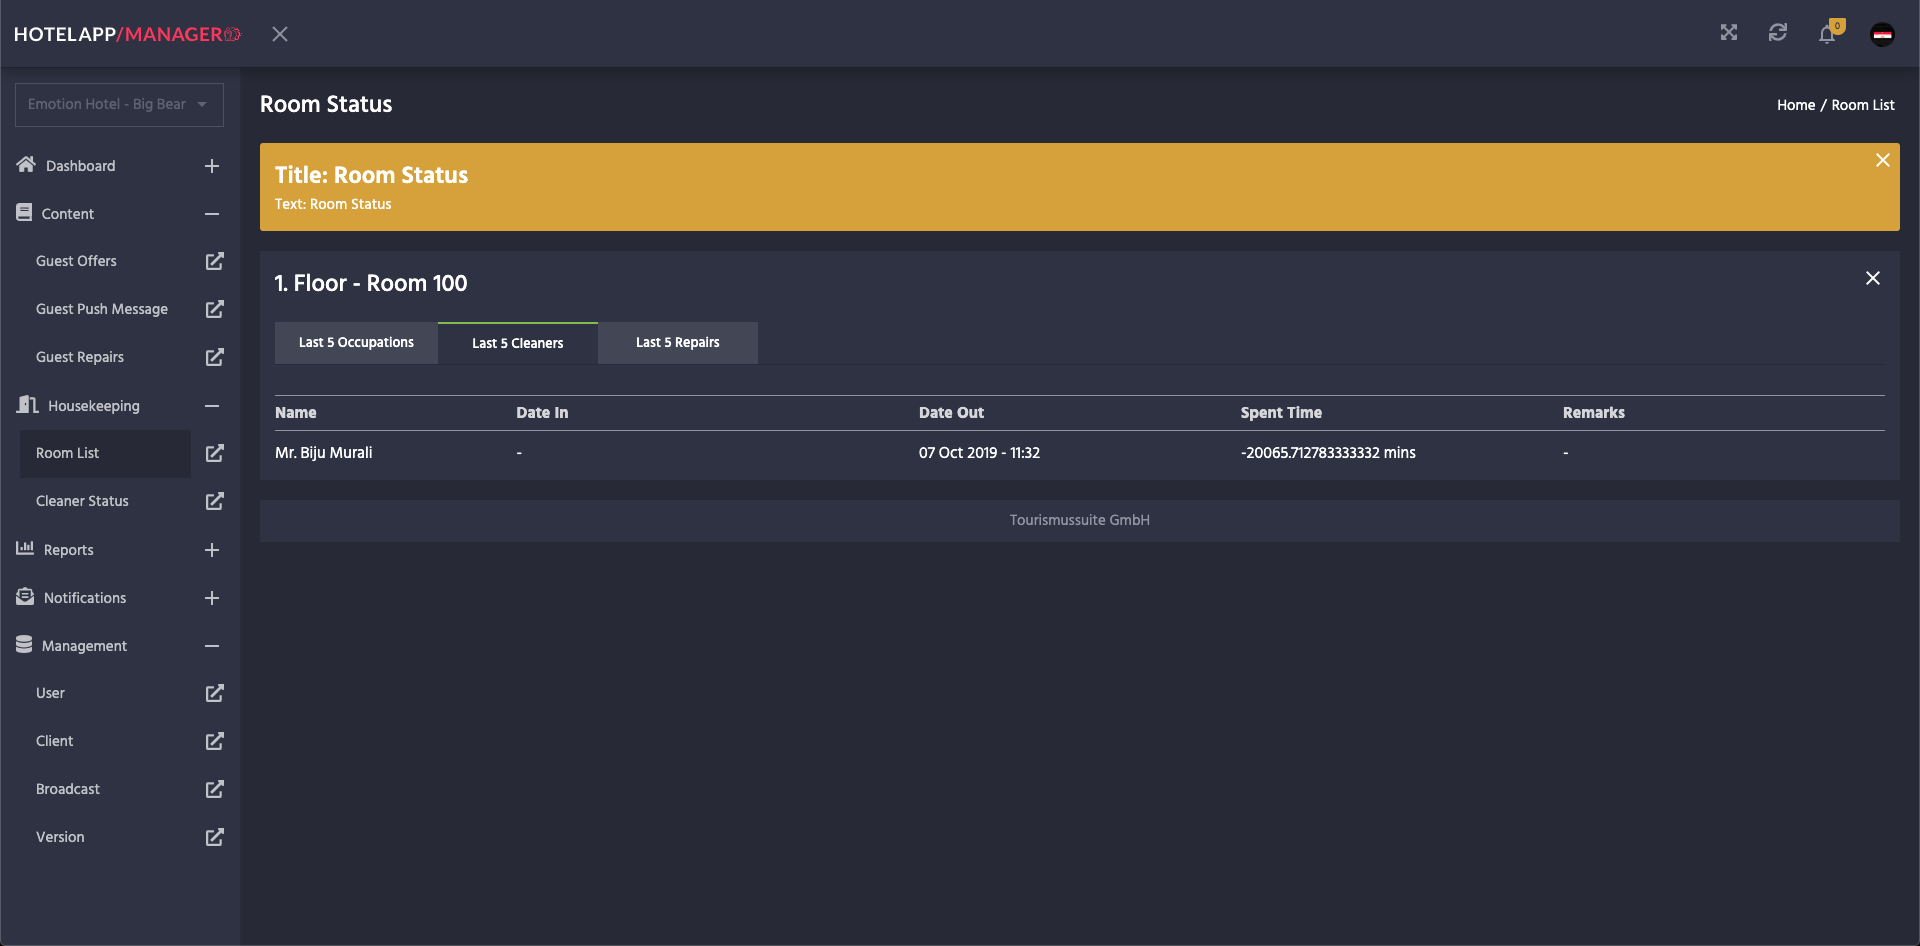 HOTELAPP/MANAGER
0
Emotion Hotel - Big Bear
Dashboard
Content
Guest Offers
Guest Push Message
Guest Repairs
Housekeeping
Room List
Cleaner Status
Reports
Notifications
Management
User
Client
Broadcast
Version
Room Status
Home / Room List
Title: Room Status
Text: Room Status
1. Floor - Room 100
Last 5 Occupations Last 5 Cleaners Last 5 Repairs
Name Date In Date Out Spent Time Remarks
Mr. Biju Murali - 07 Oct 2019 - 11:32 -20065.712783333332 mins -
Tourismussuite GmbH